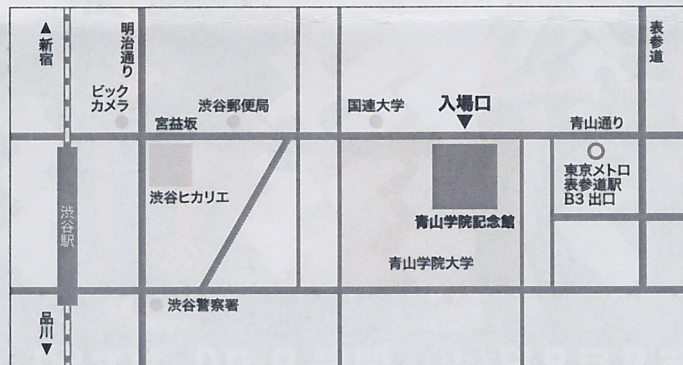 ▲新宿
明治通り
表参道
ビック
カメラ
渋谷郵便局
国連大学
入場口
▼
宮益坂
青山通り
東京メトロ
表参道駅
B3 出口
渋谷ヒカリエ
渋谷駅
青山学院記念館
青山学院大学
渋谷警察署
品川▼